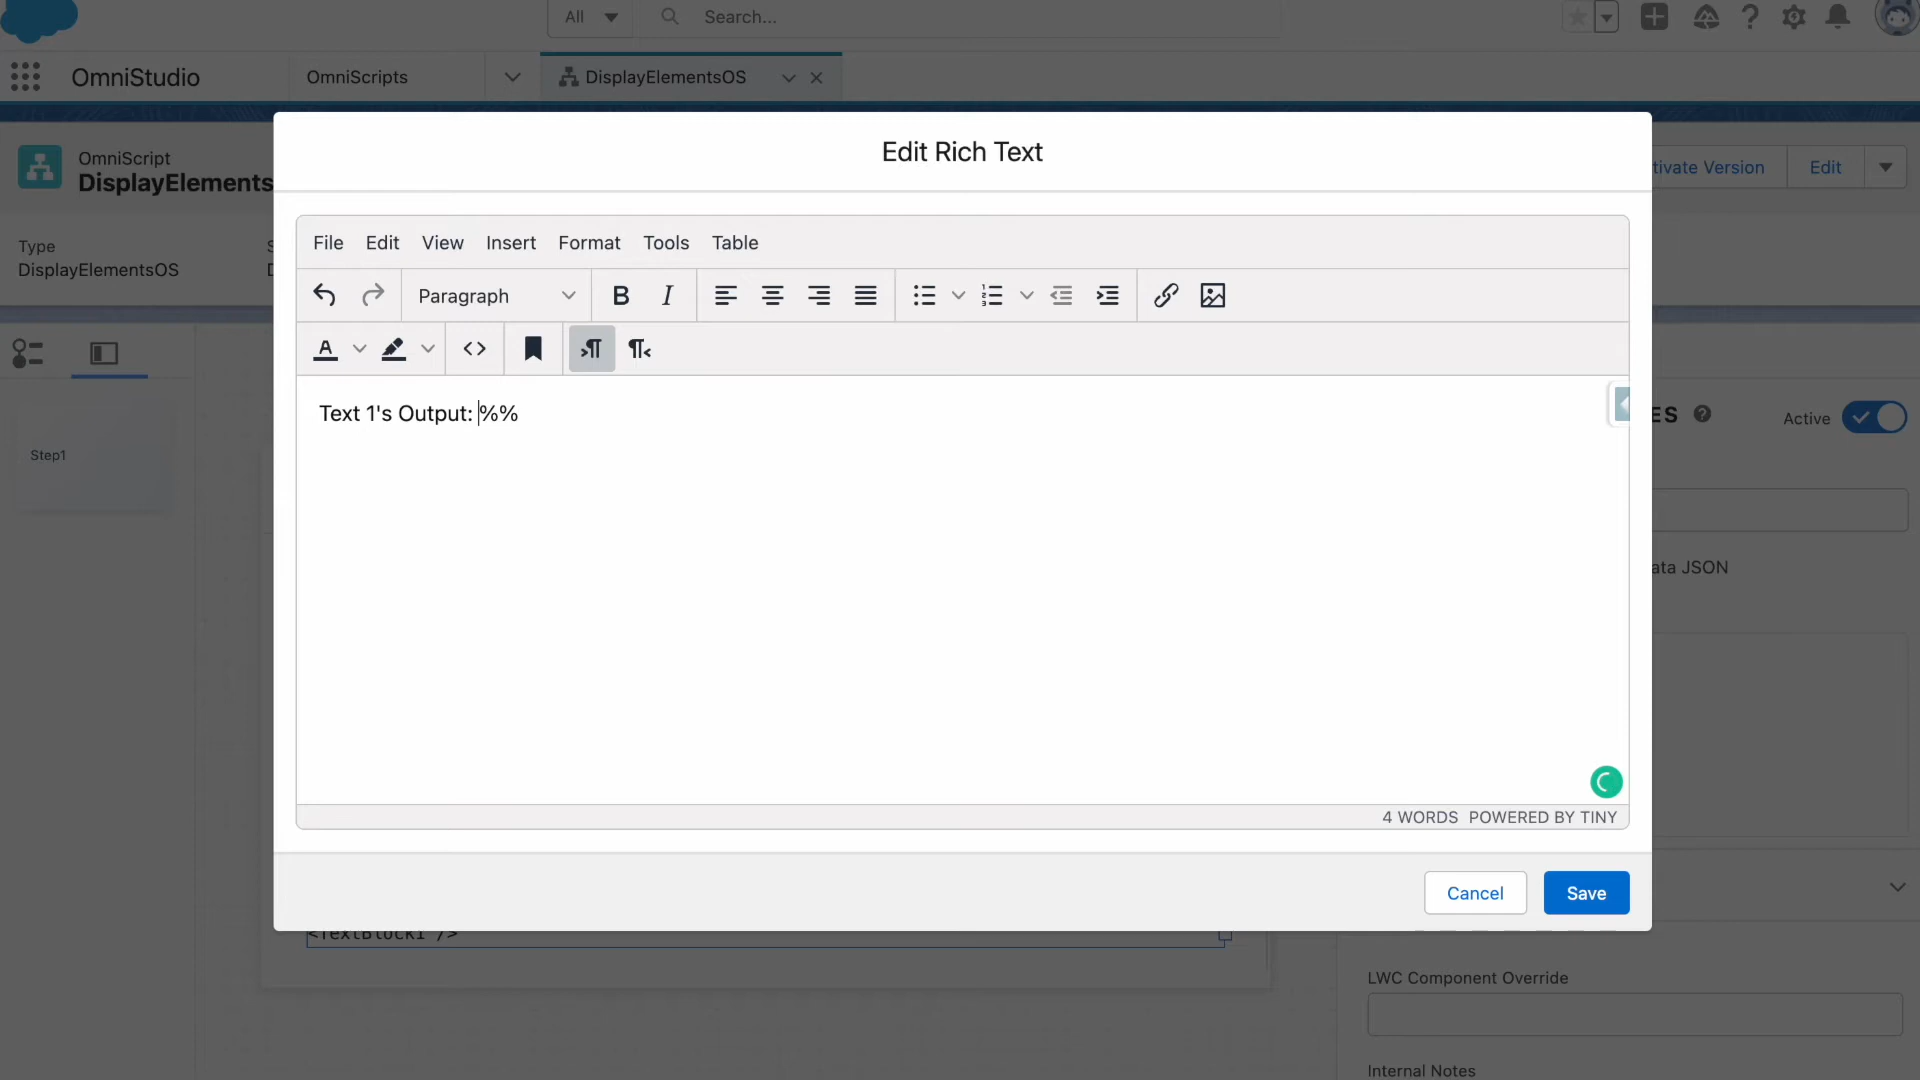 All
Search...
OmniStudio
OmniScripts
DisplayElementsOS
OmniScript
DisplayElements
tivate Version
Edit
Type
DisplayElementsOS
Edit Rich Text
File Edit View Insert Format Tools Table
Paragraph
B I
A
Text 1's Output: %%
4 WORDS POWERED BY TINY
Cancel
Save
Step1
ES
Active
ata JSON
<TextBlock1 />
LWC Component Override
Internal Notes